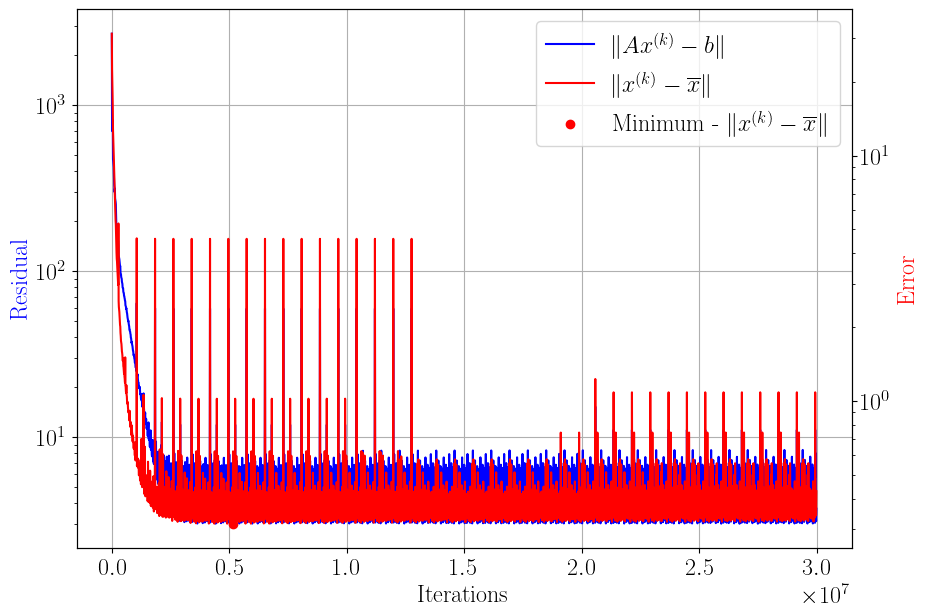 ‖Ax^(k) − b‖
‖x^(k) − x̅‖
Minimum - ‖x^(k) − x̅‖
10^3
10^2
10^1
Residual
10^1
10^0
Error
0.0 0.5 1.0 1.5 2.0 2.5 3.0
Iterations
×10^7